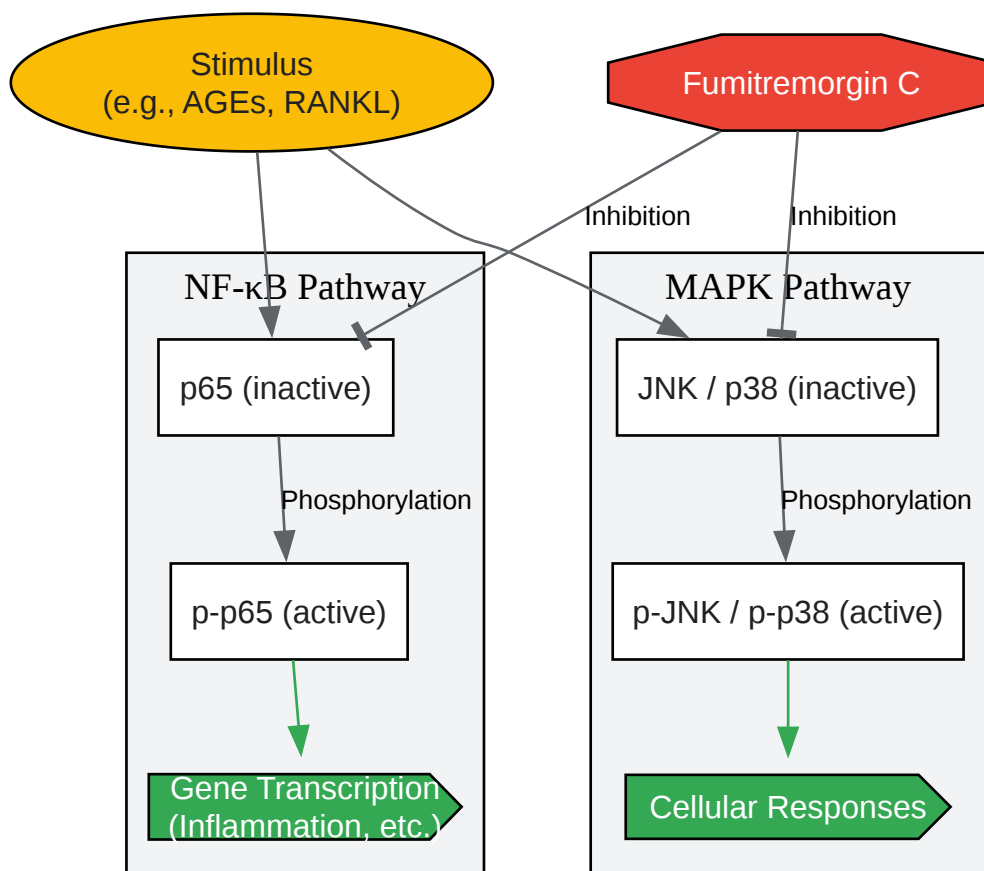 Stimulus
(e.g., AGEs, RANKL)
Fumitremorgin C
Inhibition
Inhibition
NF-κB Pathway
MAPK Pathway
p65 (inactive)
JNK / p38 (inactive)
Phosphorylation
Phosphorylation
p-p65 (active)
p-JNK / p-p38 (active)
Gene Transcription
(Inflammation, etc.)
Cellular Responses